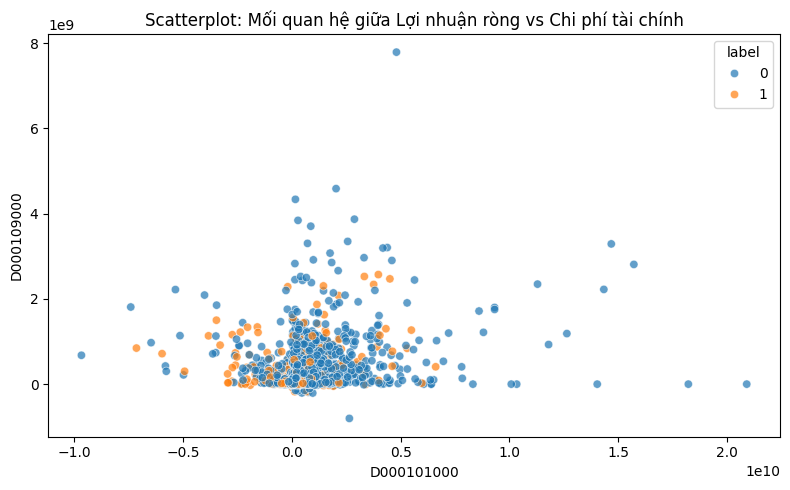 Scatterplot: Mối quan hệ giữa Lợi nhuận ròng vs Chi phí tài chính
1e9
8
6
4
2
0
D000109000
label
0
1
−1.0
−0.5
0.0
0.5
1.0
1.5
2.0
1e10
D000101000